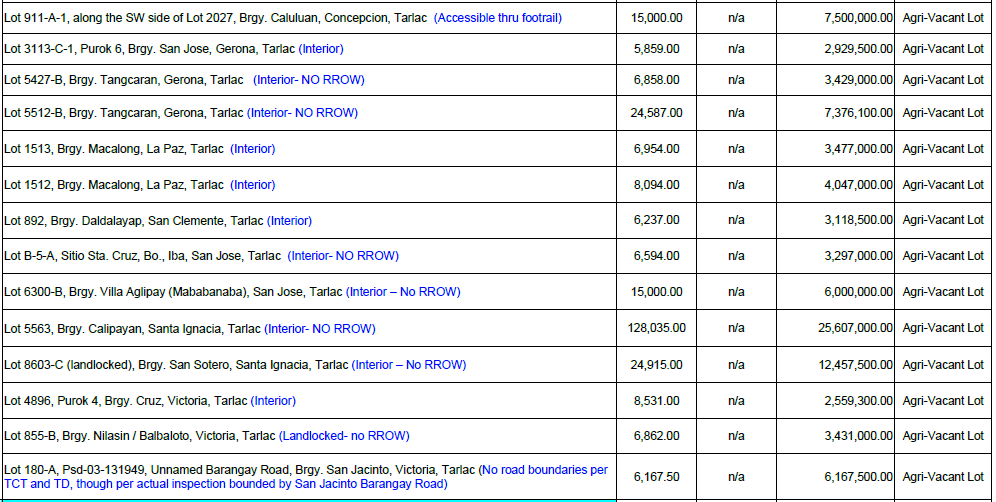 Lot 911-A-1, along the SW side of Lot 2027, Brgy. Caluluan, Concepcion, Tarlac (Accessible thru footrail) 15,000.00 n/a 7,500,000.00 Agri-Vacant Lot
Lot 3113-C-1, Purok 6, Brgy. San Jose, Gerona, Tarlac (Interior) 5,859.00 n/a 2,929,500.00 Agri-Vacant Lot
Lot 5427-B, Brgy. Tangcaran, Gerona, Tarlac (Interior- NO RROW) 6,858.00 n/a 3,429,000.00 Agri-Vacant Lot
Lot 5512-B, Brgy. Tangcaran, Gerona, Tarlac (Interior- NO RROW) 24,587.00 n/a 7,376,100.00 Agri-Vacant Lot
Lot 1513, Brgy. Macalong, La Paz, Tarlac (Interior) 6,954.00 n/a 3,477,000.00 Agri-Vacant Lot
Lot 1512, Brgy. Macalong, La Paz, Tarlac (Interior) 8,094.00 n/a 4,047,000.00 Agri-Vacant Lot
Lot 892, Brgy. Daldalayap, San Clemente, Tarlac (Interior) 6,237.00 n/a 3,118,500.00 Agri-Vacant Lot
Lot B-5-A, Sitio Sta. Cruz, Bo., Iba, San Jose, Tarlac (Interior- NO RROW) 6,594.00 n/a 3,297,000.00 Agri-Vacant Lot
Lot 6300-B, Brgy. Villa Aglipay (Mababanaba), San Jose, Tarlac (Interior – No RROW) 15,000.00 n/a 6,000,000.00 Agri-Vacant Lot
Lot 5563, Brgy. Calipayan, Santa Ignacia, Tarlac (Interior- NO RROW) 128,035.00 n/a 25,607,000.00 Agri-Vacant Lot
Lot 8603-C (landlocked), Brgy. San Sotero, Santa Ignacia, Tarlac (Interior – No RROW) 24,915.00 n/a 12,457,500.00 Agri-Vacant Lot
Lot 4896, Purok 4, Brgy. Cruz, Victoria, Tarlac (Interior) 8,531.00 n/a 2,559,300.00 Agri-Vacant Lot
Lot 855-B, Brgy. Nilasin / Balbaloto, Victoria, Tarlac (Landlocked- no RROW) 6,862.00 n/a 3,431,000.00 Agri-Vacant Lot
Lot 180-A, Psd-03-131949, Unnamed Barangay Road, Brgy. San Jacinto, Victoria, Tarlac (No road boundaries per
TCT and TD, though per actual inspection bounded by San Jacinto Barangay Road) 6,167.50 n/a 6,167,500.00 Agri-Vacant Lot